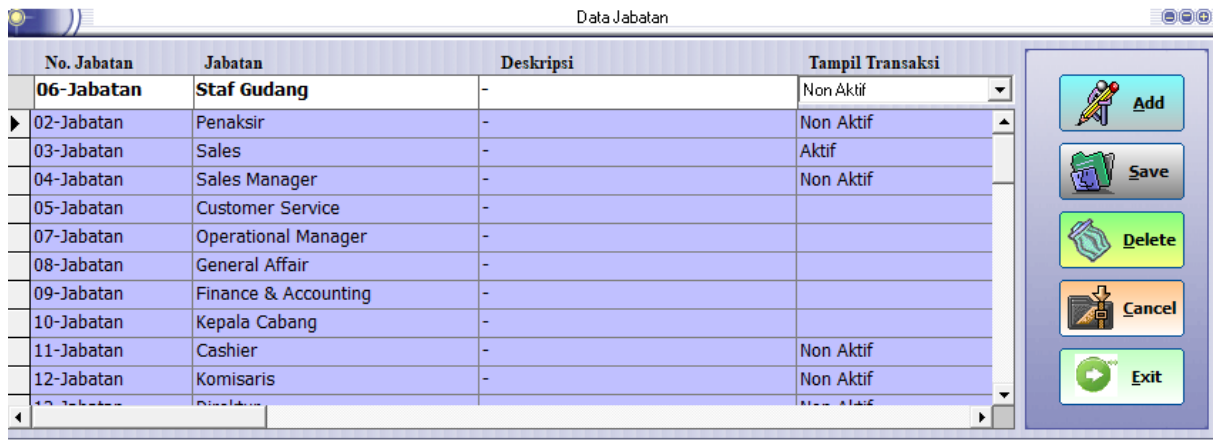 Data Jabatan
No. Jabatan Jabatan Deskripsi Tampil Transaksi
06-Jabatan Staf Gudang - Non Aktif
02-Jabatan Penaksir - Non Aktif
03-Jabatan Sales - Aktif
04-Jabatan Sales Manager - Non Aktif
05-Jabatan Customer Service -
07-Jabatan Operational Manager -
08-Jabatan General Affair -
09-Jabatan Finance & Accounting -
10-Jabatan Kepala Cabang -
11-Jabatan Cashier - Non Aktif
12-Jabatan Komisaris - Non Aktif
Add
Save
Delete
Cancel
Exit